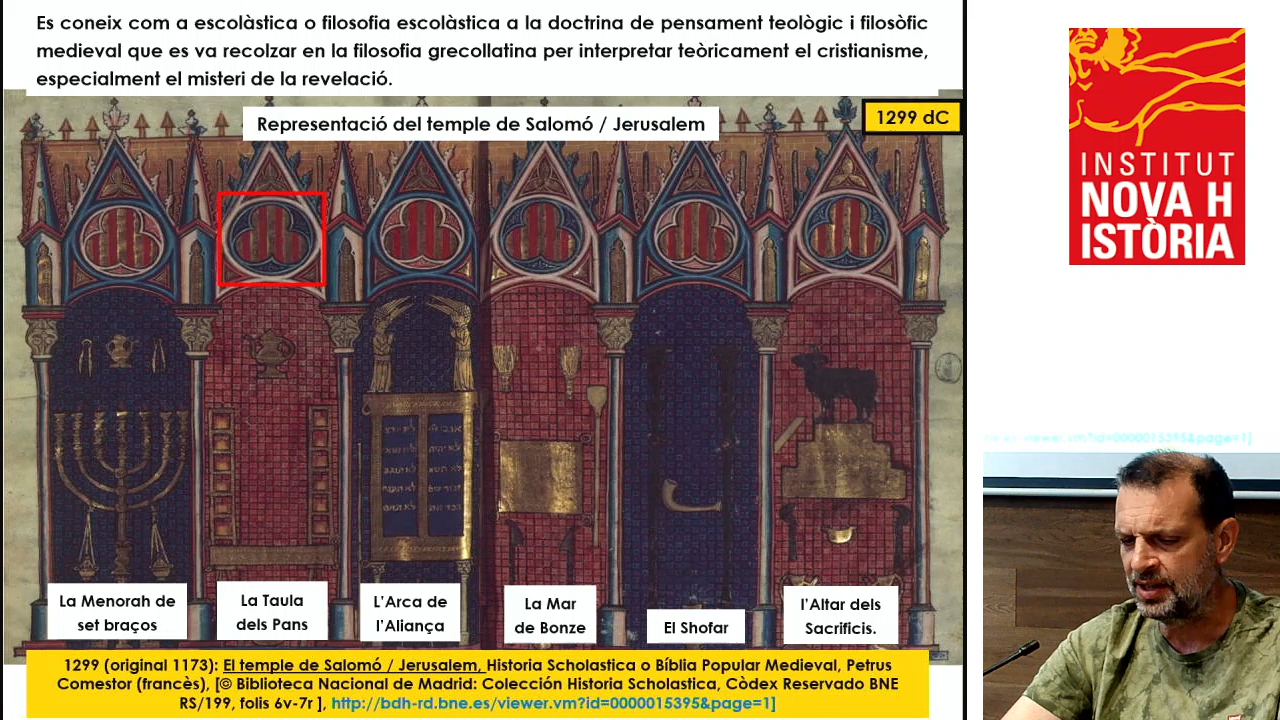 Es coneix com a escolàstica o filosofia escolàstica a la doctrina de pensament teològic i filosòfic
medieval que es va recolzar en la filosofia grecollatina per interpretar teòricament el cristianisme,
especialment el misteri de la revelació.
Representació del temple de Salomó / Jerusalem
1299 dC
INSTITUT
NOVA H
ISTÒRIA
La Menorah de
set braços
La Taula
dels Pans
L'Arca de
l'Aliança
La Mar
de Bonze
El Shofar
l'Altar dels
Sacrificis.
1299 (original 1173): El temple de Salomó / Jerusalem, Historia Scholastica o Bíblia Popular Medieval, Petrus
Comestor (francès), [© Biblioteca Nacional de Madrid: Colección Historia Scholastica, Còdex Reservado BNE
RS/199, folis 6v-7r ], http://bdh-rd.bne.es/viewer.vm?id=0000015395&page=1]